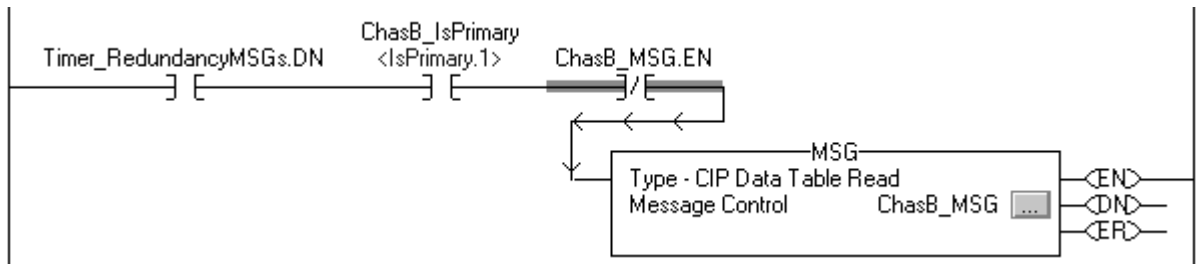 ChasB_IsPrimary
Timer_RedundancyMSGs.DN <IsPrimary.1> ChasB_MSG.EN
MSG
Type - CIP Data Table Read
EN
Message Control ChasB_MSG ...
DN
ER